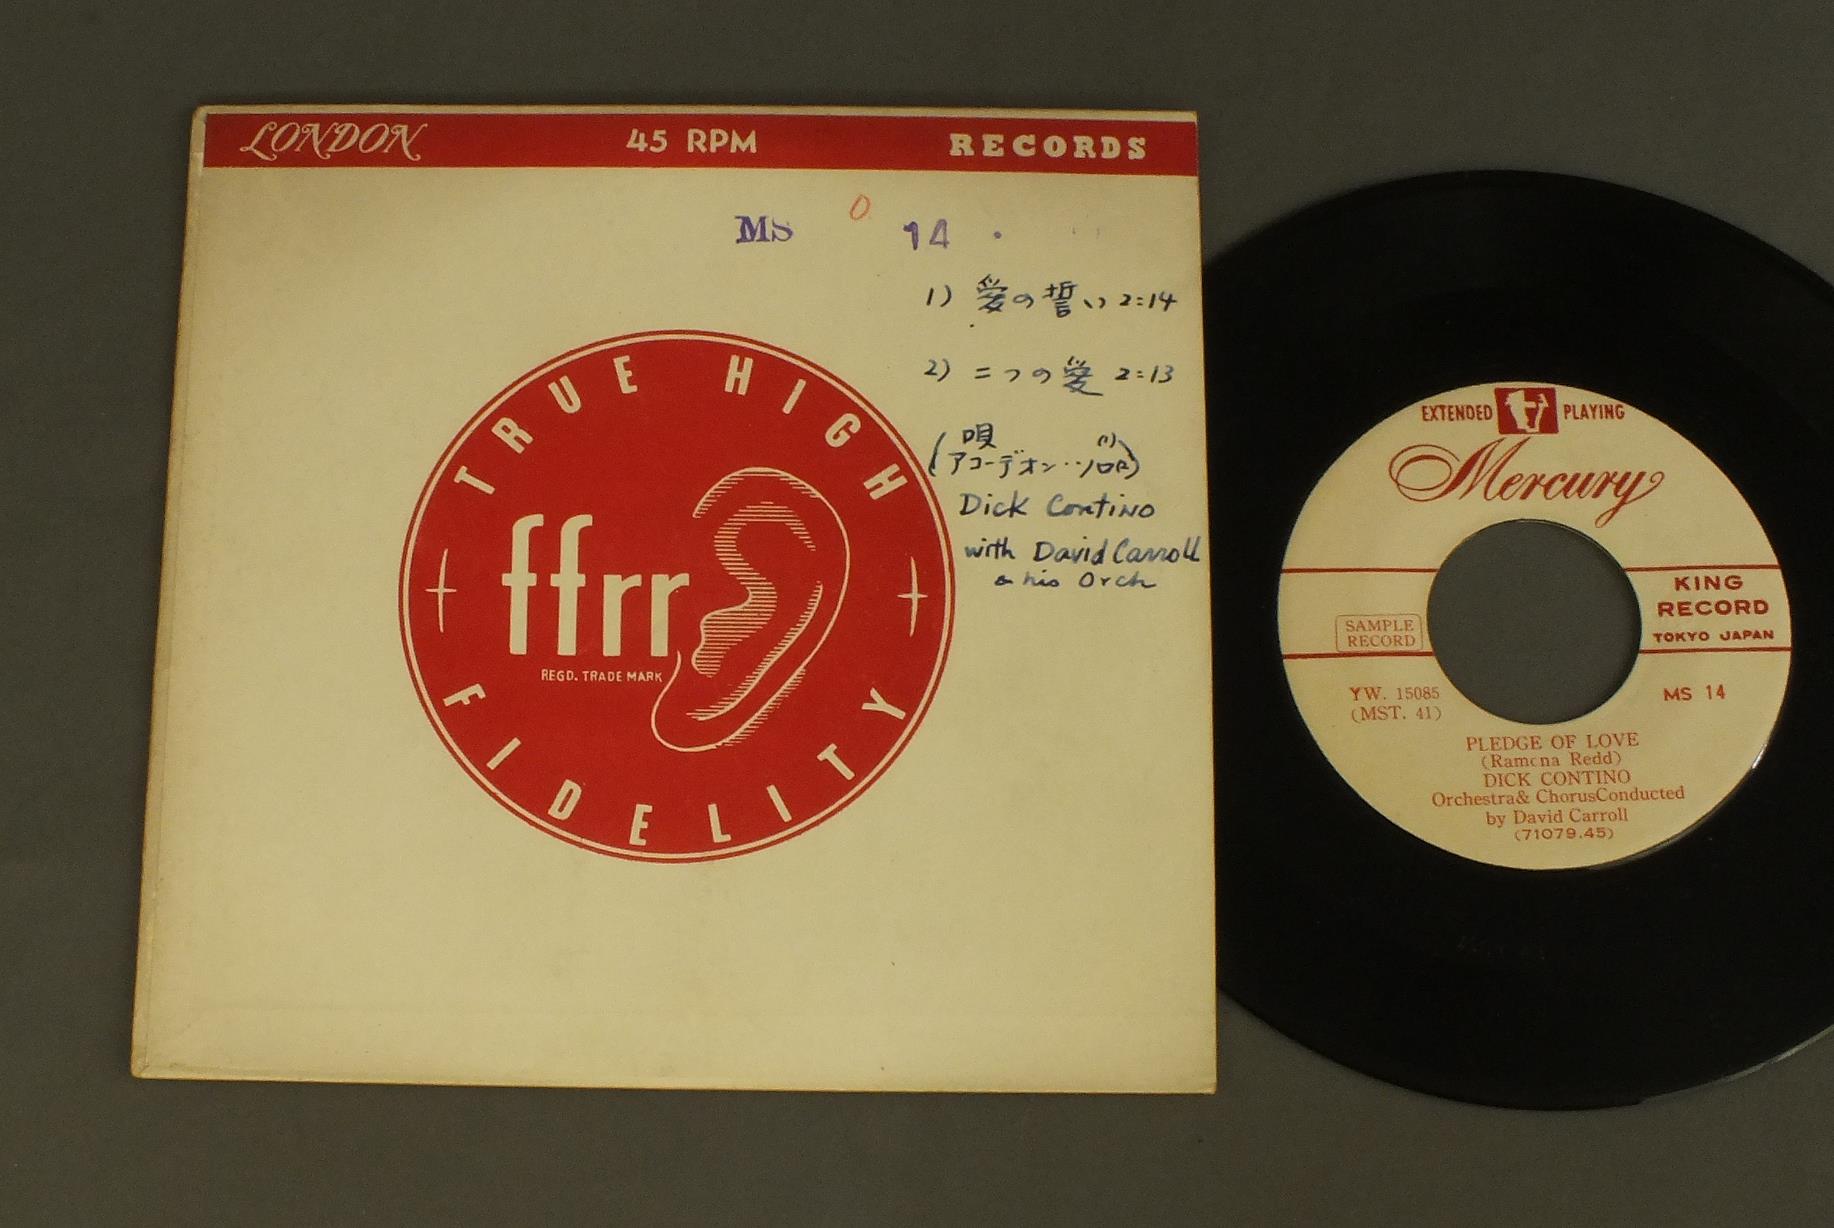 LONDON 45 RPM RECORDS
MS 0 14
1) 愛の誓い 2:14
2) 二つの愛 2:13
(唄 (1)
アコーデオン‥ソロ
Dick Contino
with David Carroll
& his Orch
TRUE HIGH FIDELITY
ffrr
REGD. TRADE MARK
EXTENDED PLAYING
Mercury
KING
RECORD
TOKYO JAPAN
SAMPLE
RECORD
YW. 15085
(MST. 41)
MS 14
PLEDGE OF LOVE
(Ramona Redd)
DICK CONTINO
Orchestra& ChorusConducted
by David Carroll
(71079.45)